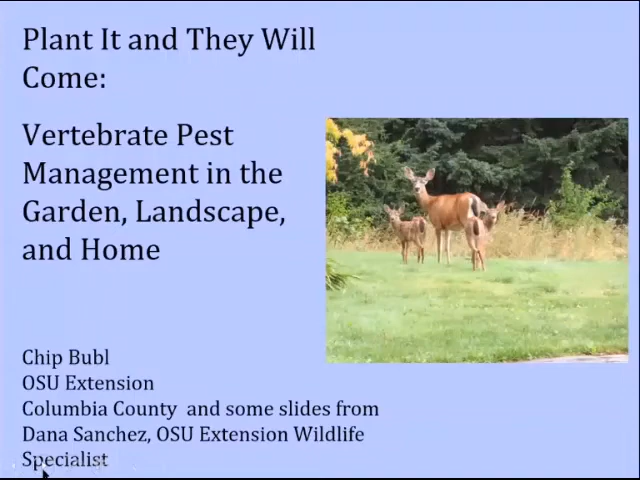 Plant It and They Will
Come:
Vertebrate Pest
Management in the
Garden, Landscape,
and Home
Chip Bubl
OSU Extension
Columbia County and some slides from
Dana Sanchez, OSU Extension Wildlife
Specialist